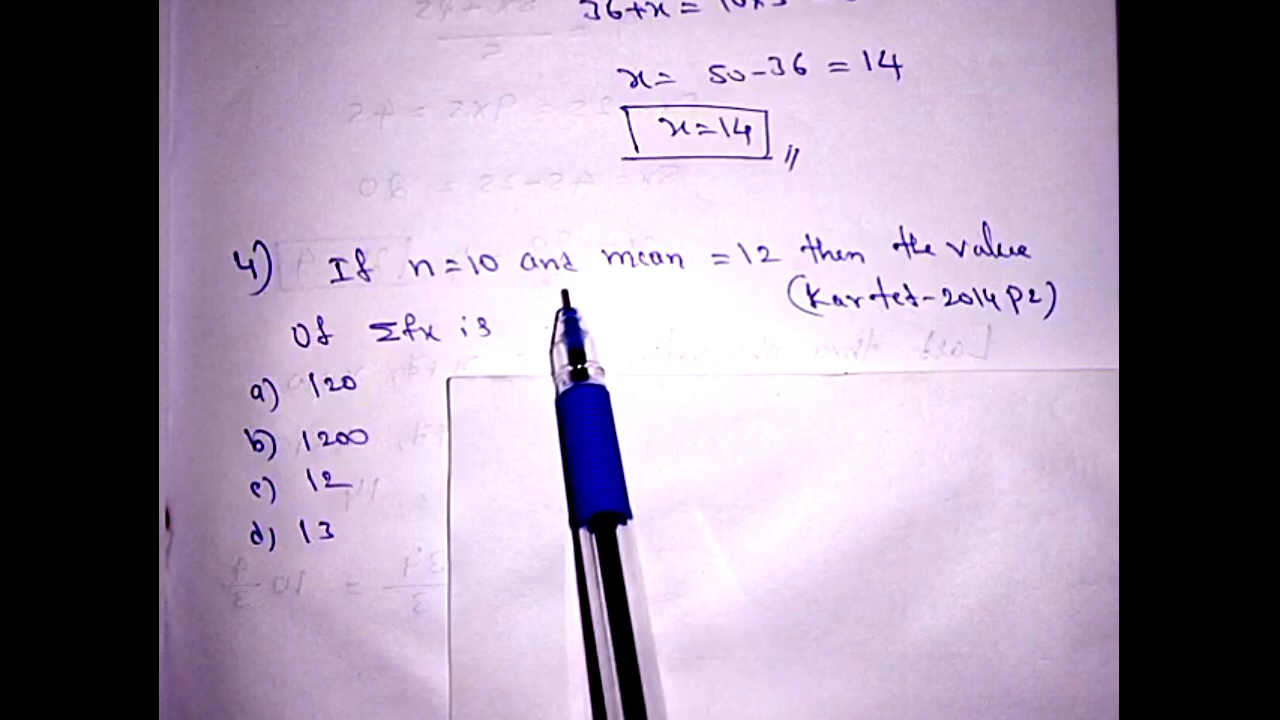 36+x =
x = 50-36 = 14
x=14 //
4) If n=10 and mean =12 then the value
(Kartet-2014 P2)
Of Σfx is
a) 120
b) 1200
c) 12
d) 13